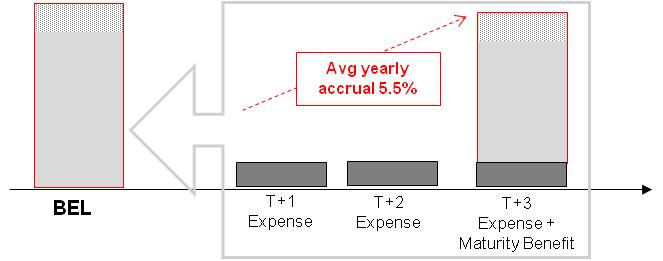 Avg yearly
accrual 5.5%
BEL
T+1
Expense
T+2
Expense
T+3
Expense +
Maturity Benefit